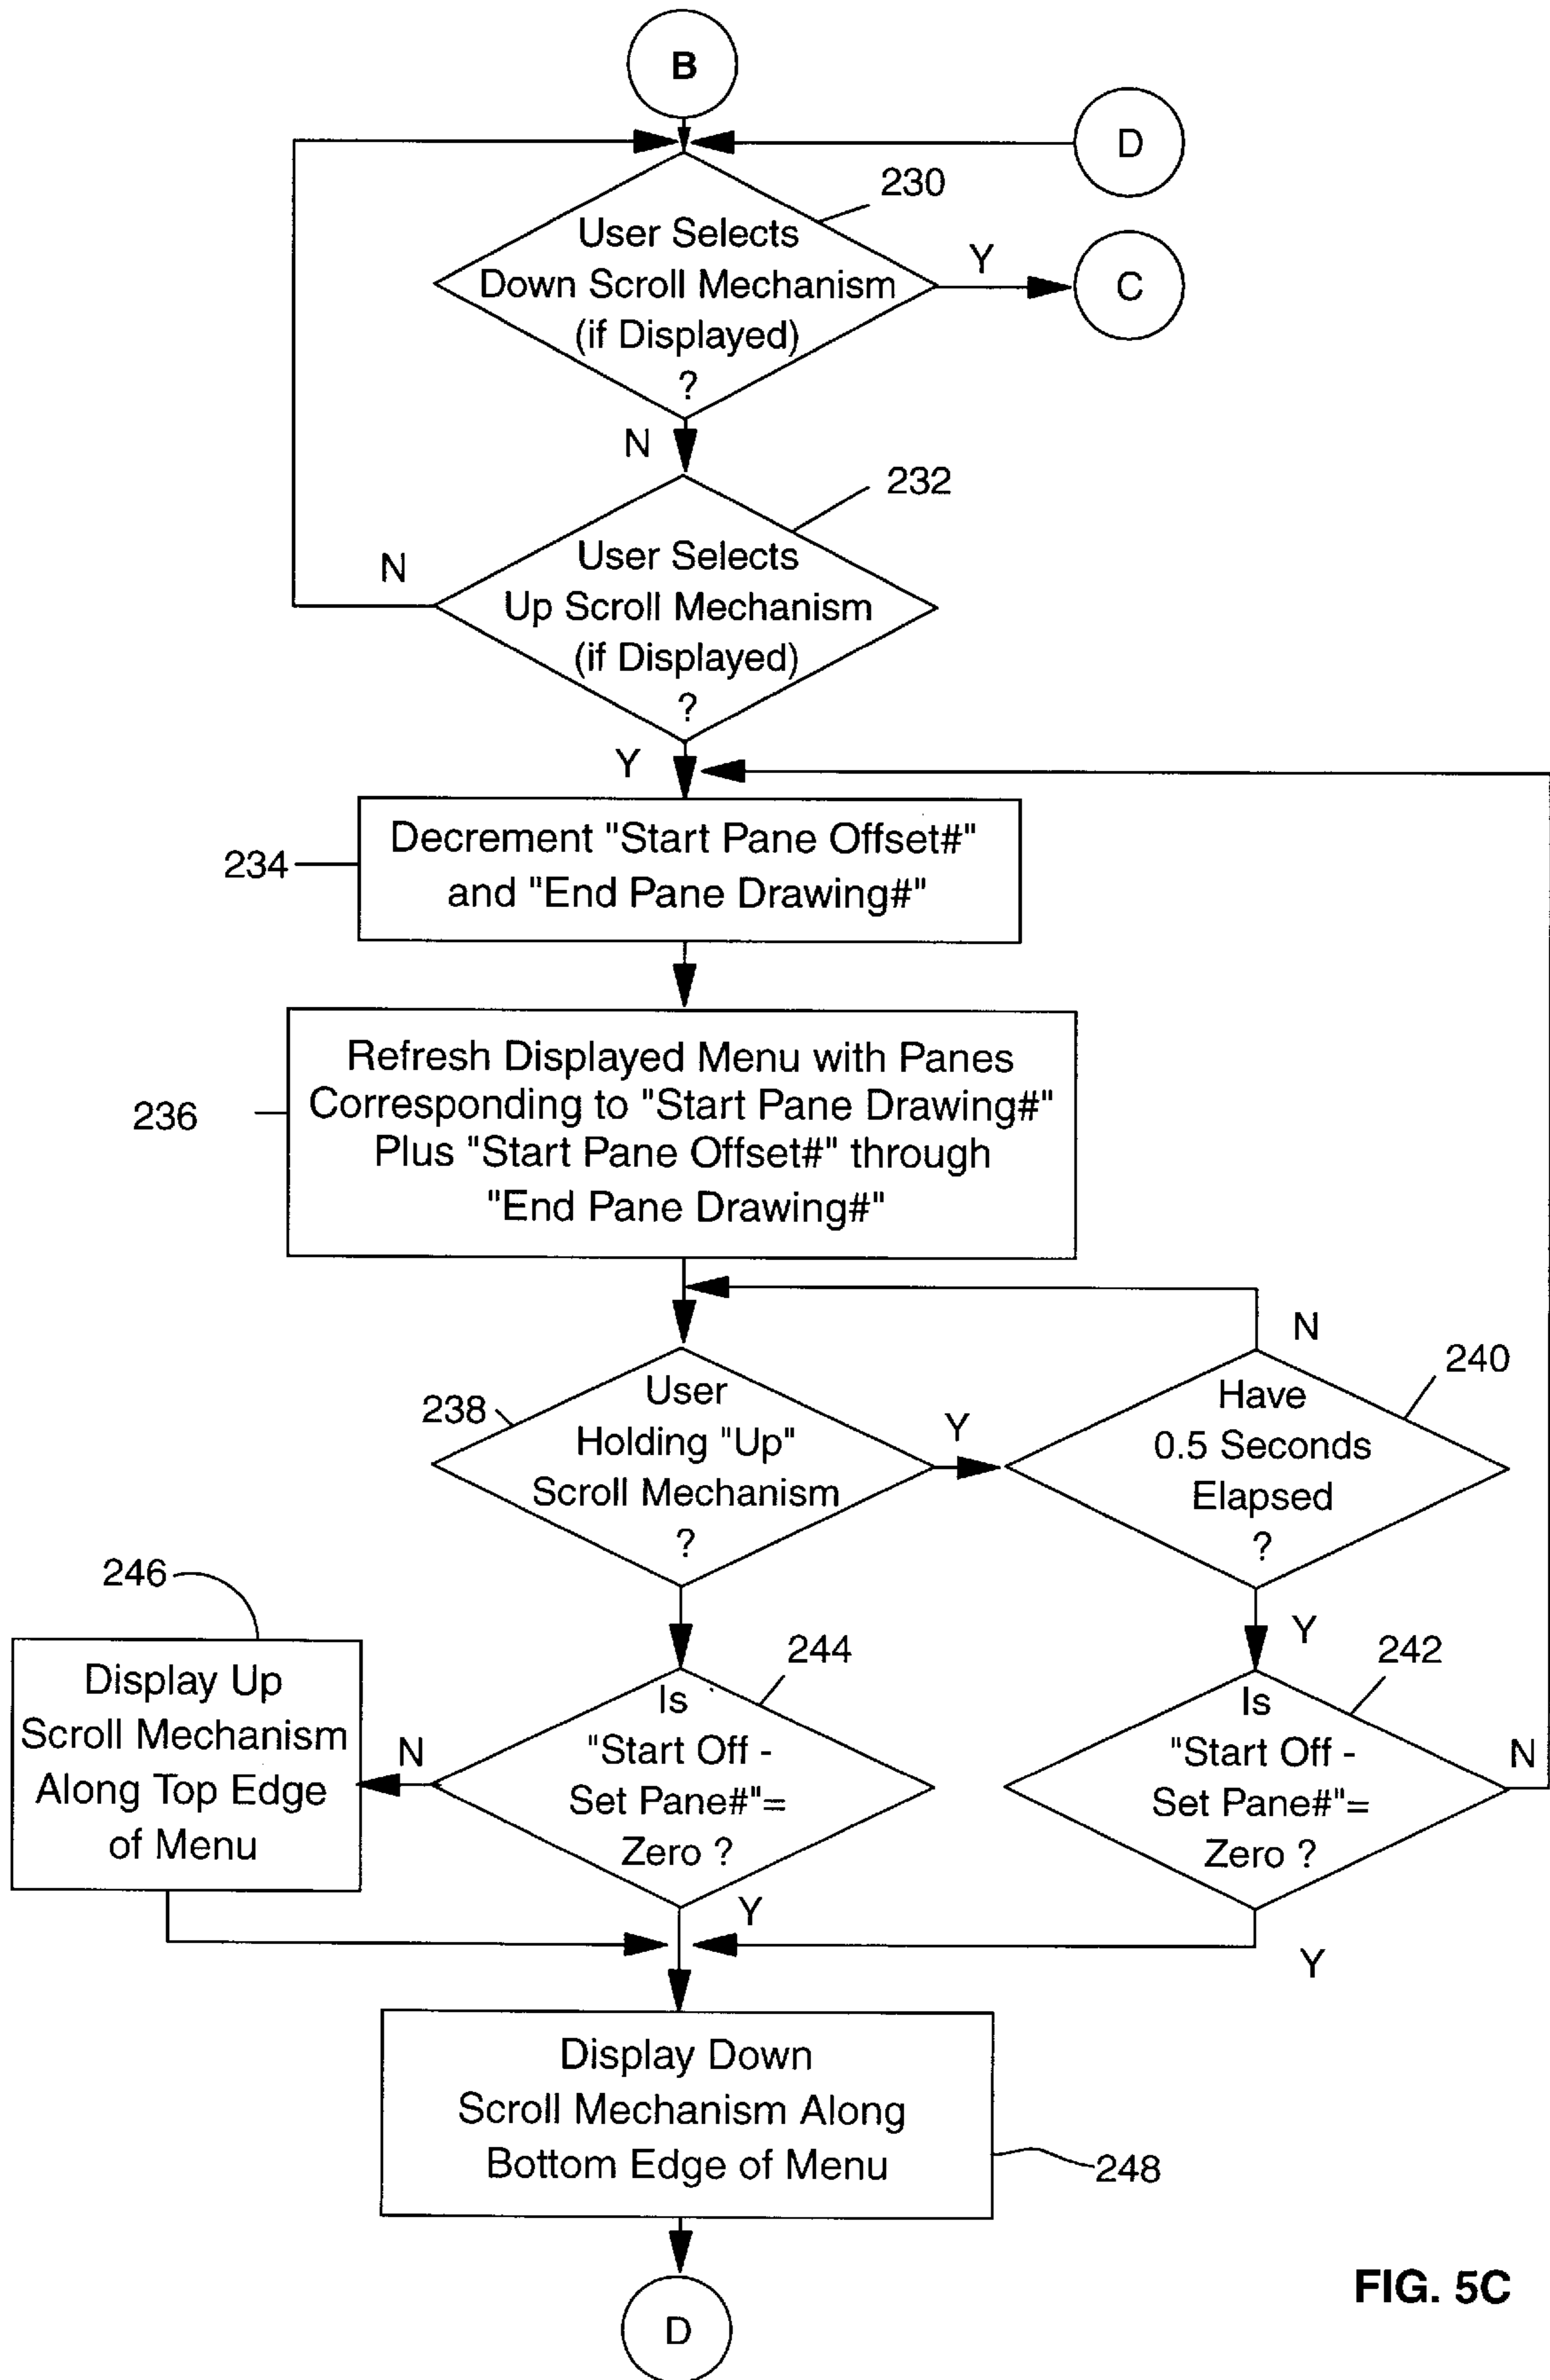 B
D
230
User Selects
Down Scroll Mechanism
(if Displayed)
?
Y
C
N
232
User Selects
Up Scroll Mechanism
(if Displayed)
?
N
Y
234
Decrement "Start Pane Offset#"
and "End Pane Drawing#"
236
Refresh Displayed Menu with Panes
Corresponding to "Start Pane Drawing#"
Plus "Start Pane Offset#" through
"End Pane Drawing#"
238
User
Holding "Up"
Scroll Mechanism
?
Y
N
240
Have
0.5 Seconds
Elapsed
?
Y
246
Display Up
Scroll Mechanism
Along Top Edge
of Menu
N
244
Is
"Start Off -
Set Pane#"=
Zero ?
Y
242
Is
"Start Off -
Set Pane#"=
Zero ?
N
Y
Display Down
Scroll Mechanism Along
Bottom Edge of Menu
248
D
FIG. 5C